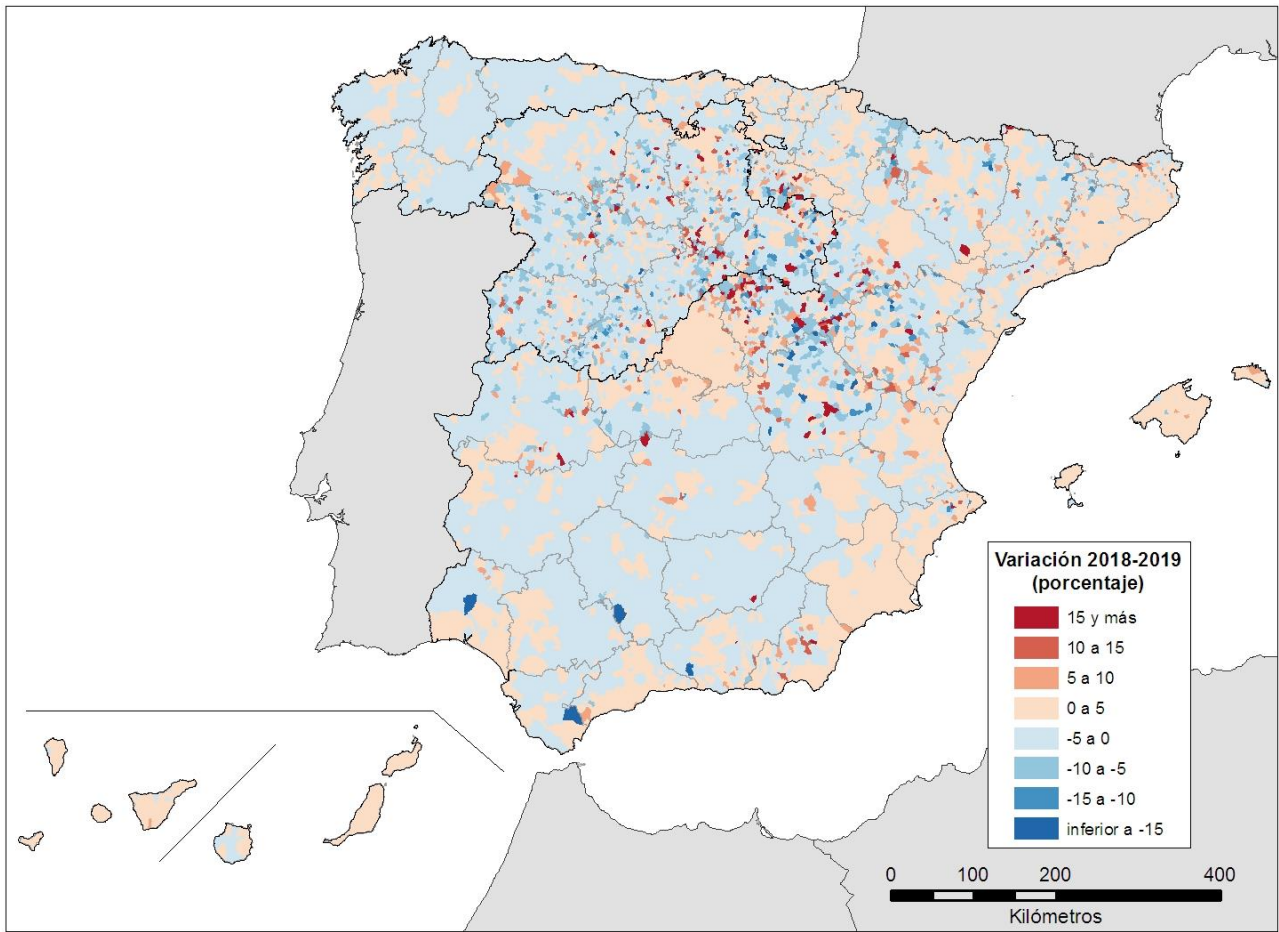 Variación 2018-2019
(porcentaje)
15 y más
10 a 15
5 a 10
0 a 5
-5 a 0
-10 a -5
-15 a -10
inferior a -15
0 100 200 400
Kilómetros